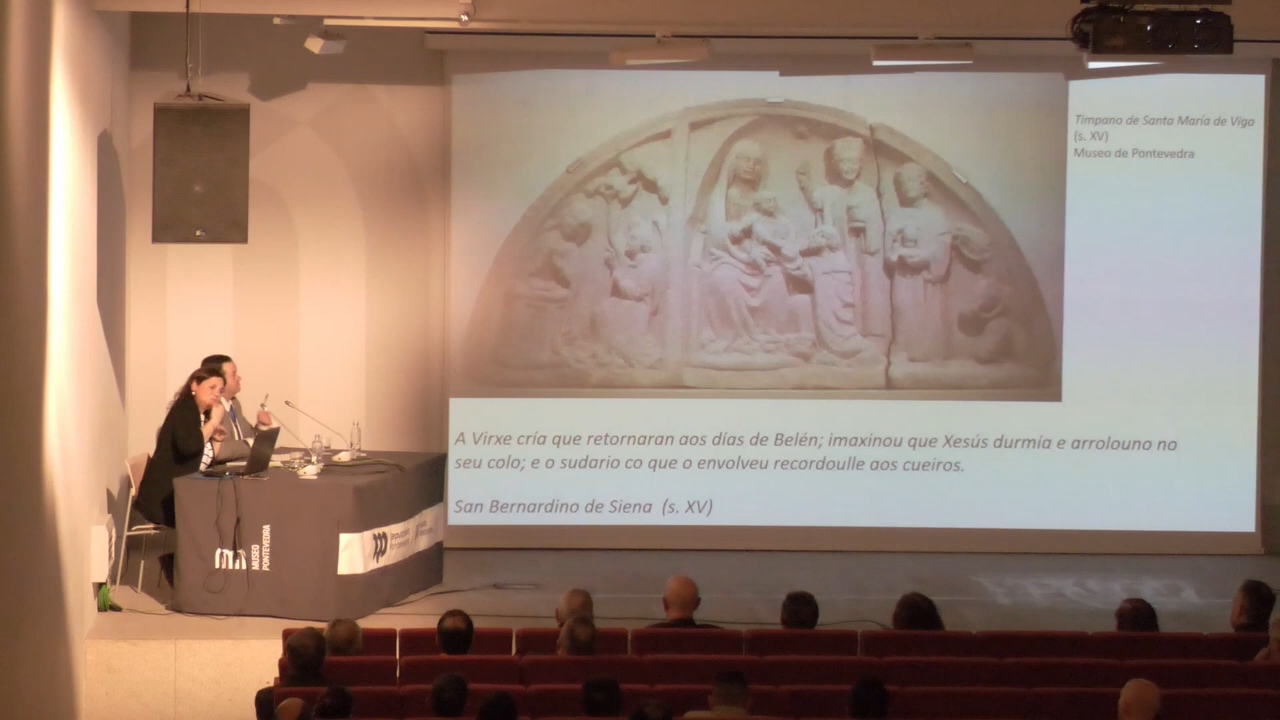 Timpano de Santa María de Vigo
(s. XV)
Museo de Pontevedra
A Virxe cría que retornaran aos días de Belén; imaxinou que Xesús durmía e arrolouno no
seu colo; e o sudario co que o envolveu recordoulle aos cueiros.
San Bernardino de Siena (s. XV)
MUSEO
PONTEVEDRA